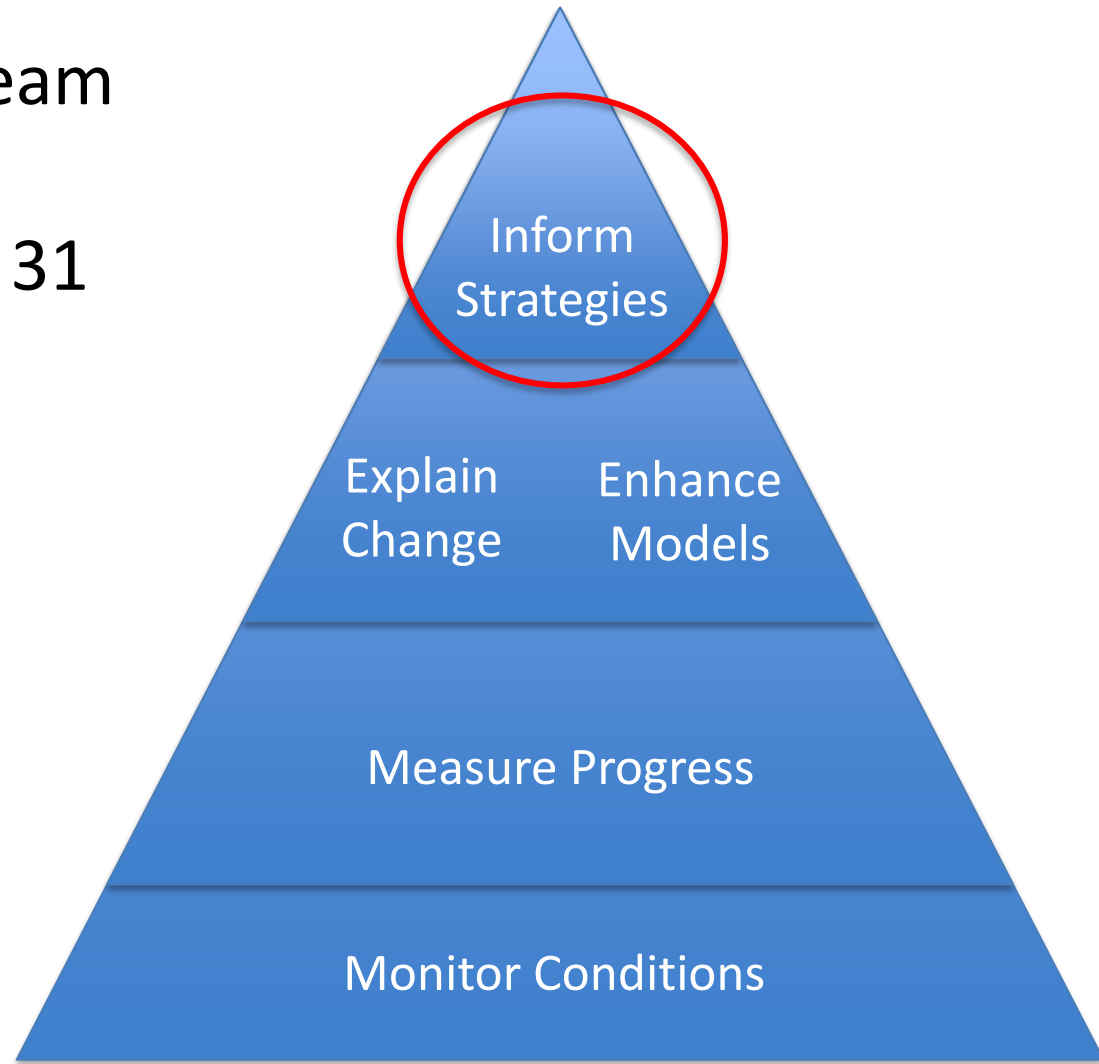 eam
31
Inform
Strategies
Explain
Change
Enhance
Models
Measure Progress
Monitor Conditions